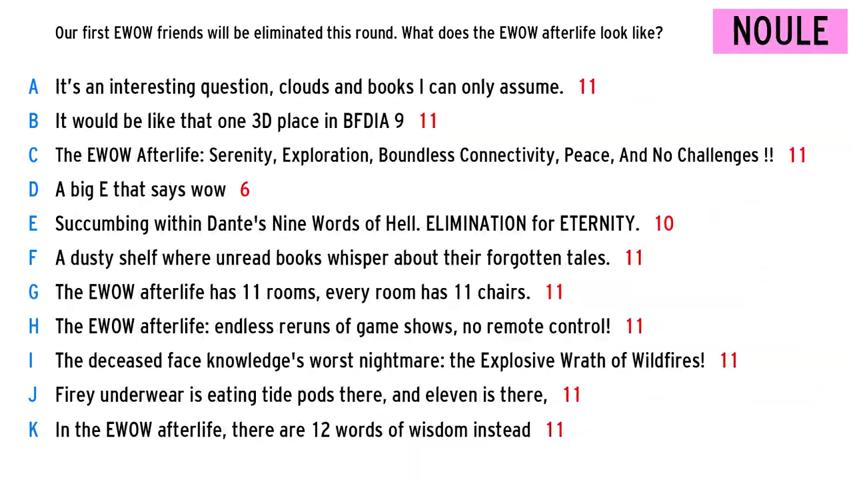 Our first EWOW friends will be eliminated this round. What does the EWOW afterlife look like?
NOULE
A It's an interesting question, clouds and books I can only assume. 11
B It would be like that one 3D place in BFDIA 9 11
C The EWOW Afterlife: Serenity, Exploration, Boundless Connectivity, Peace, And No Challenges !! 11
D A big E that says wow 6
E Succumbing within Dante's Nine Words of Hell. ELIMINATION for ETERNITY. 10
F A dusty shelf where unread books whisper about their forgotten tales. 11
G The EWOW afterlife has 11 rooms, every room has 11 chairs. 11
H The EWOW afterlife: endless reruns of game shows, no remote control! 11
I The deceased face knowledge's worst nightmare: the Explosive Wrath of Wildfires! 11
J Firey underwear is eating tide pods there, and eleven is there, 11
K In the EWOW afterlife, there are 12 words of wisdom instead 11